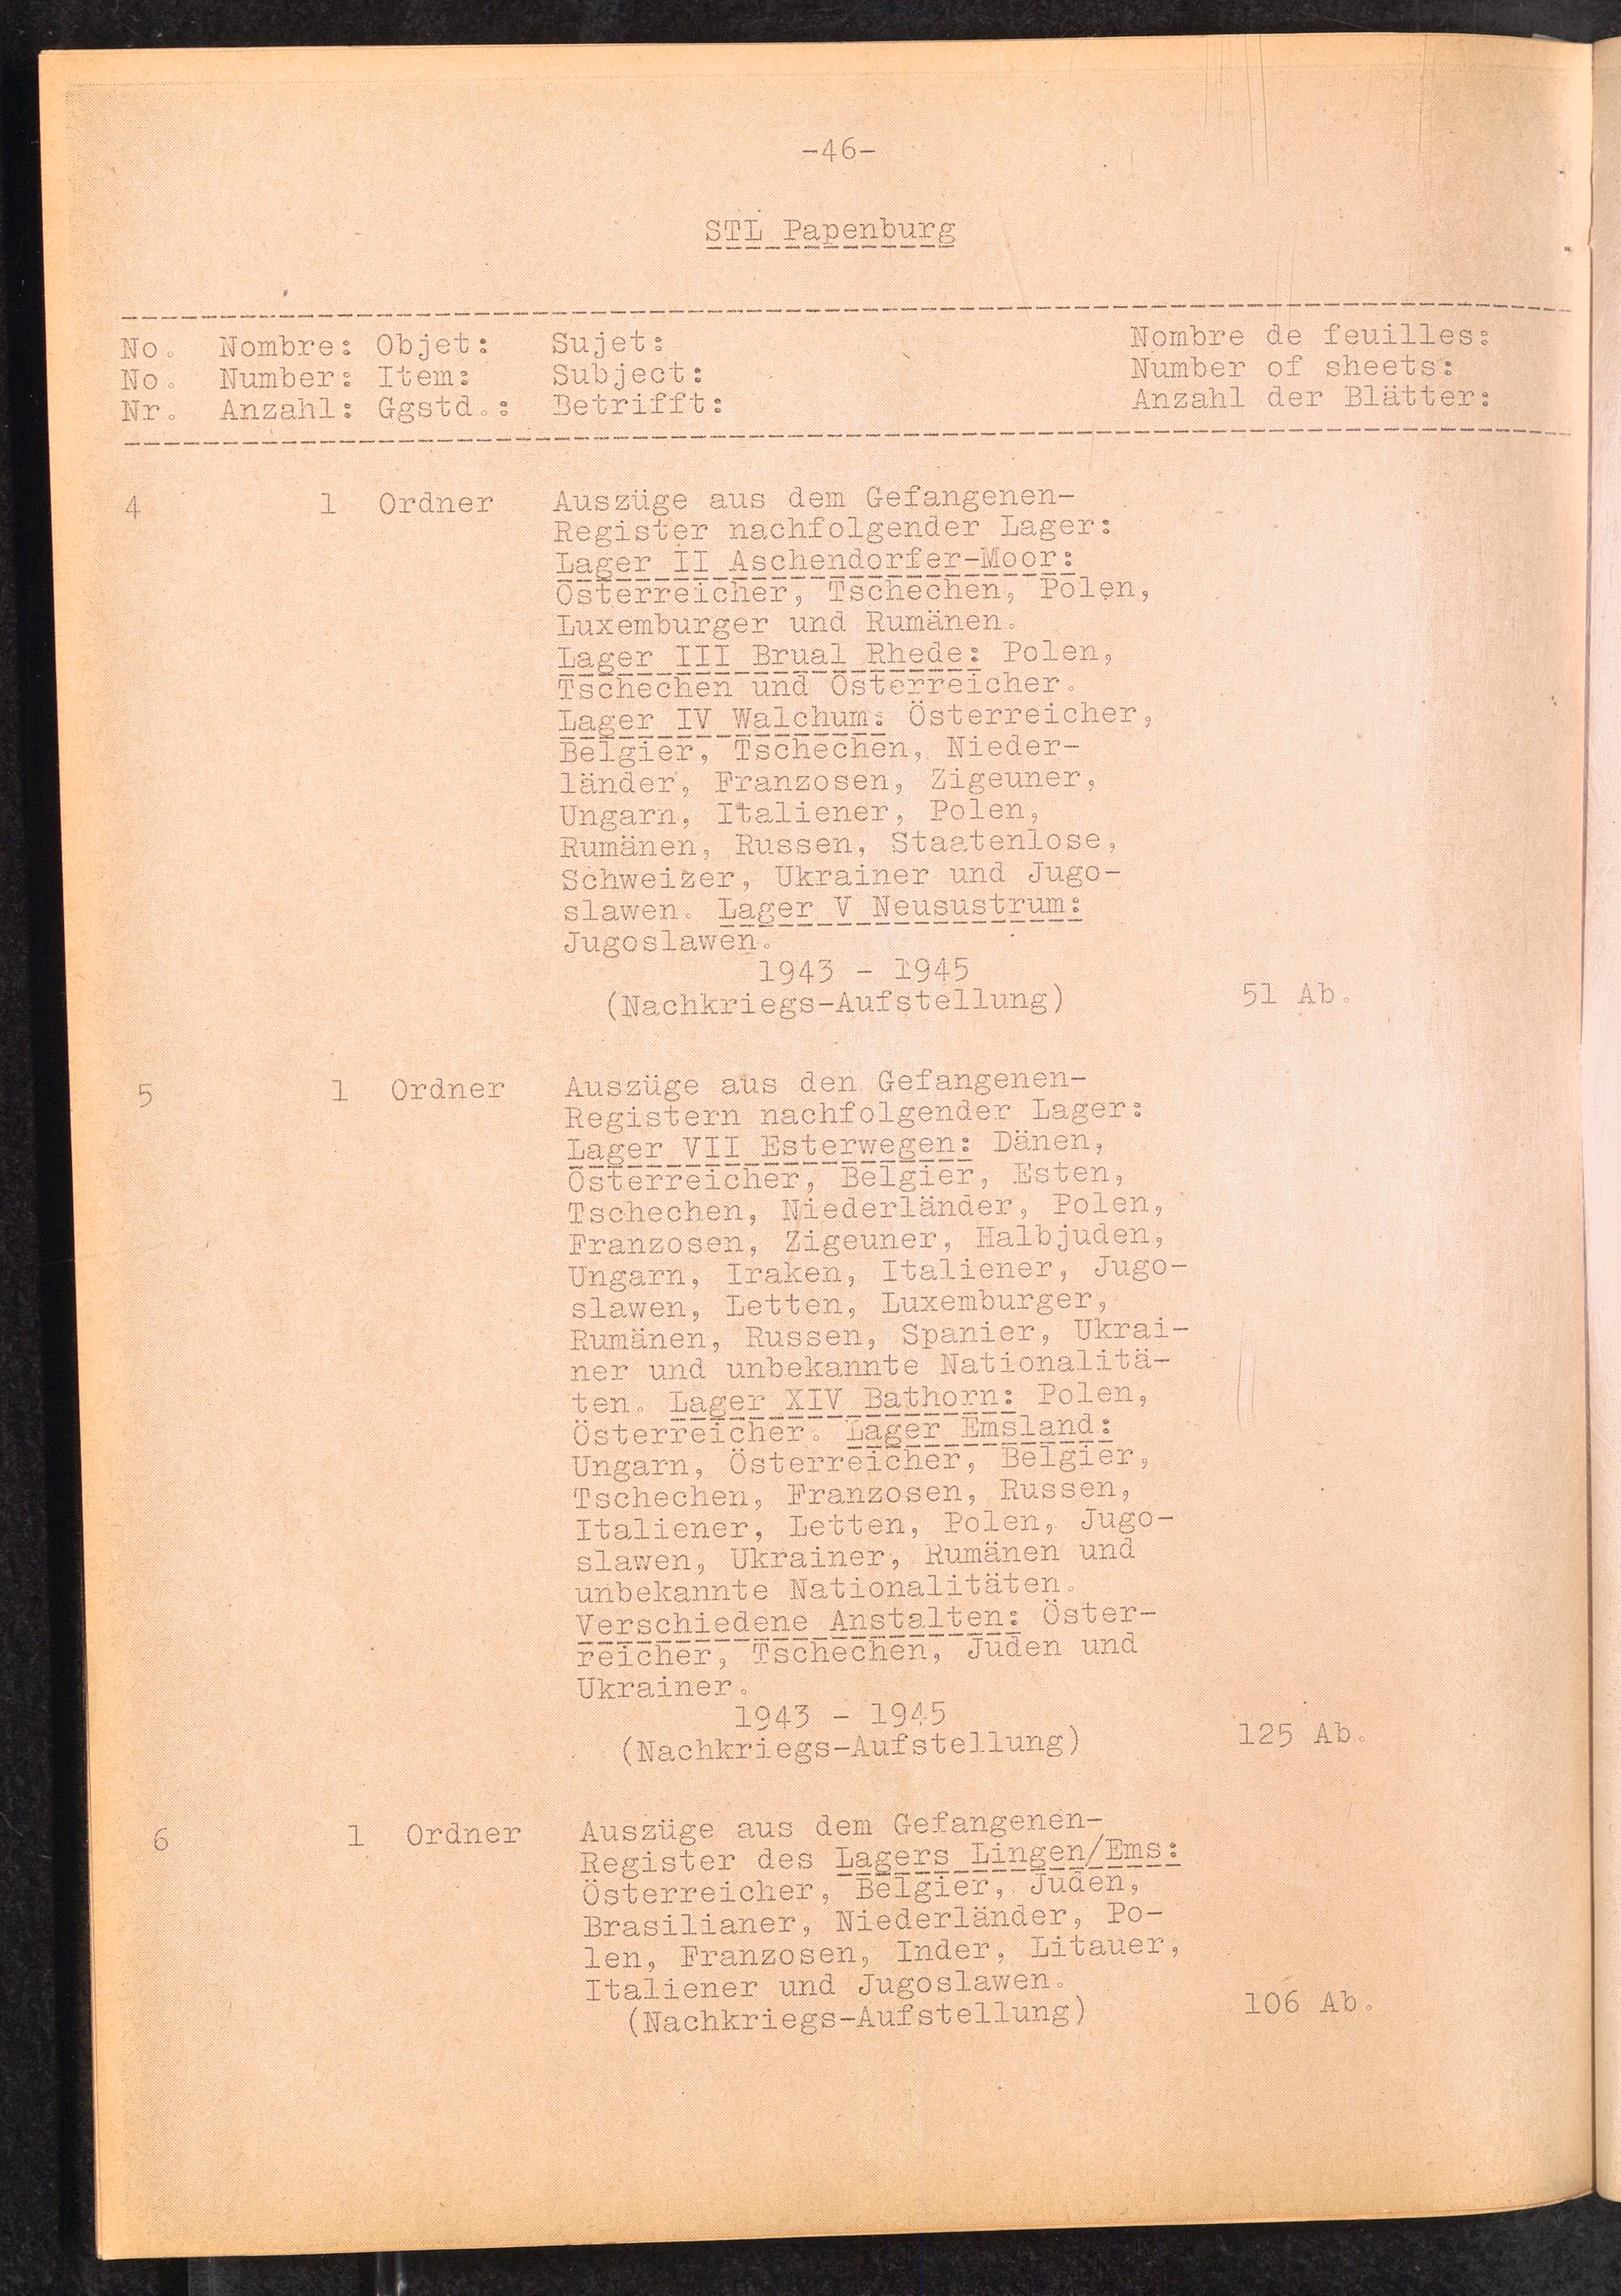 -46-
STL Papenburg
No. Nombre: Objet: Sujet: Nombre de feuilles:
No. Number: Item: Subject: Number of sheets:
Nr. Anzahl: Ggstd.: Betrifft: Anzahl der Blätter:
4 1 Ordner Auszüge aus dem Gefangenen-
Register nachfolgender Lager:
Lager II Aschendorfer-Moor:
Österreicher, Tschechen, Polen,
Luxemburger und Rumänen.
Lager III Brual Rhede: Polen,
Tschechen und Österreicher.
Lager IV Walchum: Österreicher,
Belgier, Tschechen, Nieder-
länder, Franzosen, Zigeuner,
Ungarn, Italiener, Polen,
Rumänen, Russen, Staatenlose,
Schweizer, Ukrainer und Jugo-
slawen. Lager V Neusustrum:
Jugoslawen.
1943 - 1945
(Nachkriegs-Aufstellung) 51 Ab.
5 1 Ordner Auszüge aus den Gefangenen-
Registern nachfolgender Lager:
Lager VII Esterwegen: Dänen,
Österreicher, Belgier, Esten,
Tschechen, Niederländer, Polen,
Franzosen, Zigeuner, Halbjuden,
Ungarn, Iraken, Italiener, Jugo-
slawen, Letten, Luxemburger,
Rumänen, Russen, Spanier, Ukrai-
ner und unbekannte Nationalitä-
ten. Lager XIV Bathorn: Polen,
Österreicher. Lager Emsland:
Ungarn, Österreicher, Belgier,
Tschechen, Franzosen, Russen,
Italiener, Letten, Polen, Jugo-
slawen, Ukrainer, Rumänen und
unbekannte Nationalitäten.
Verschiedene Anstalten: Öster-
reicher, Tschechen, Juden und
Ukrainer.
1943 - 1945
(Nachkriegs-Aufstellung) 125 Ab.
6 1 Ordner Auszüge aus dem Gefangenen-
Register des Lagers Lingen/Ems:
Österreicher, Belgier, Juden,
Brasilianer, Niederländer, Po-
len, Franzosen, Inder, Litauer,
Italiener und Jugoslawen.
(Nachkriegs-Aufstellung) 106 Ab.